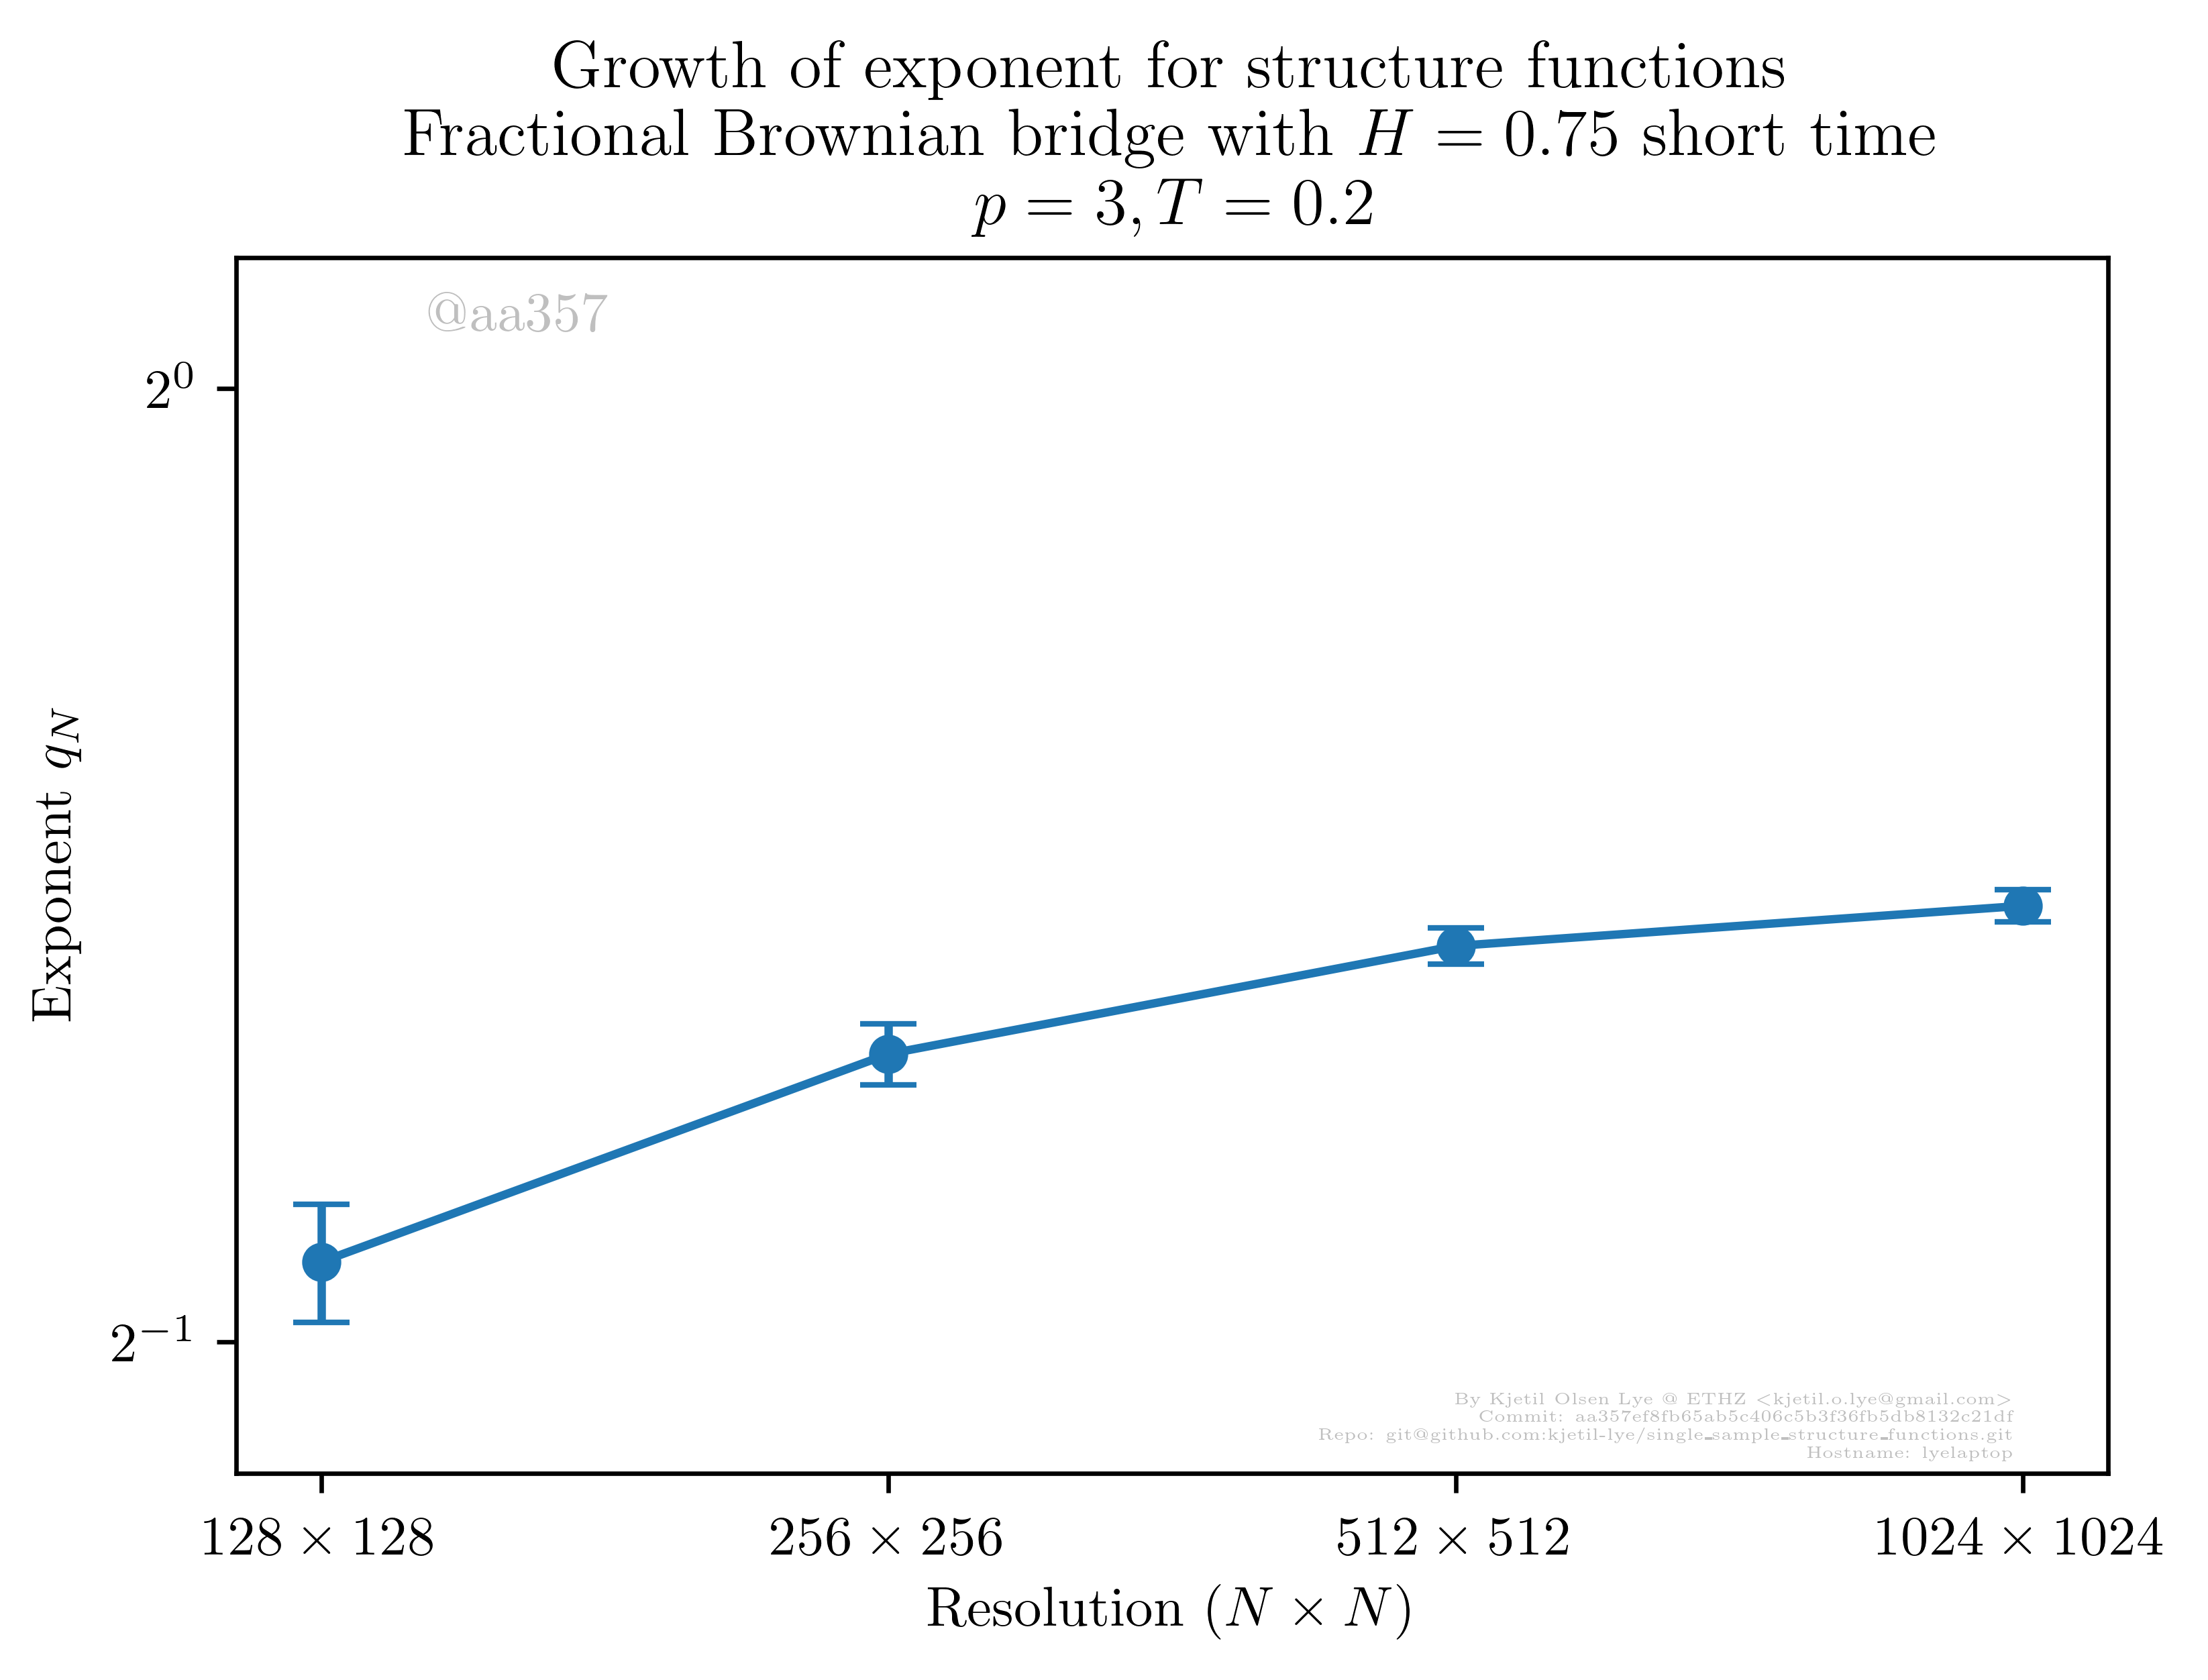 Growth of exponent for structure functions
Fractional Brownian bridge with H = 0.75 short time
p = 3, T = 0.2
@aa357
2⁰
Exponent q_N
2⁻¹
By Kjetil Olsen Lye @ ETHZ <kjetil.o.lye@gmail.com>
Commit: aa357ef8fb65ab5c406c5b3f36fb5db8132c21df
Repo: git@github.com:kjetil-lye/single_sample_structure_functions.git
Hostname: lyelaptop
128 × 128 256 × 256 512 × 512 1024 × 1024
Resolution (N × N)